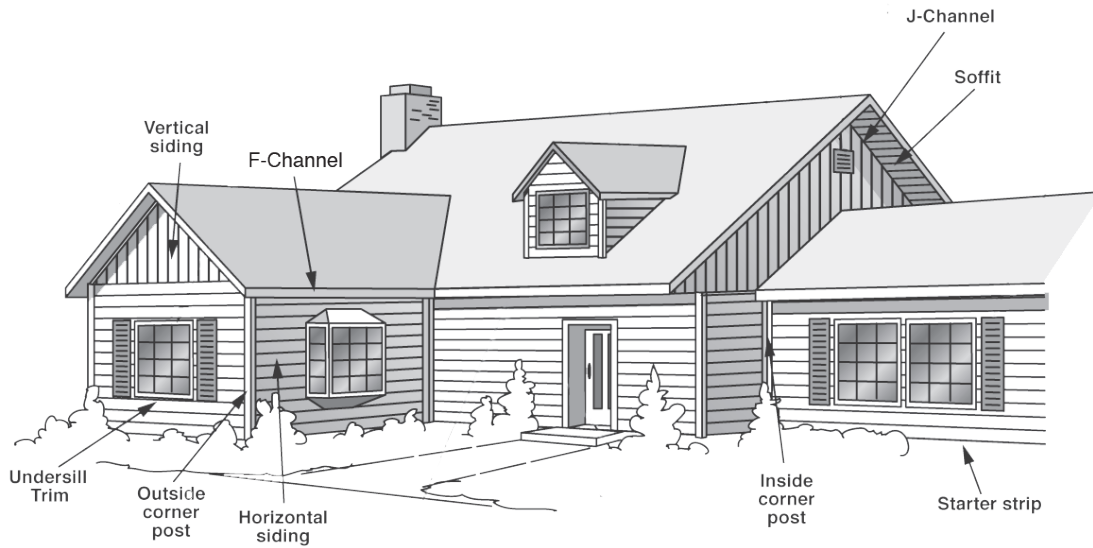 J-Channel
Soffit
Vertical
siding
F-Channel
Undersill
Trim
Outside
corner
post
Horizontal
siding
Inside
corner
post
Starter strip